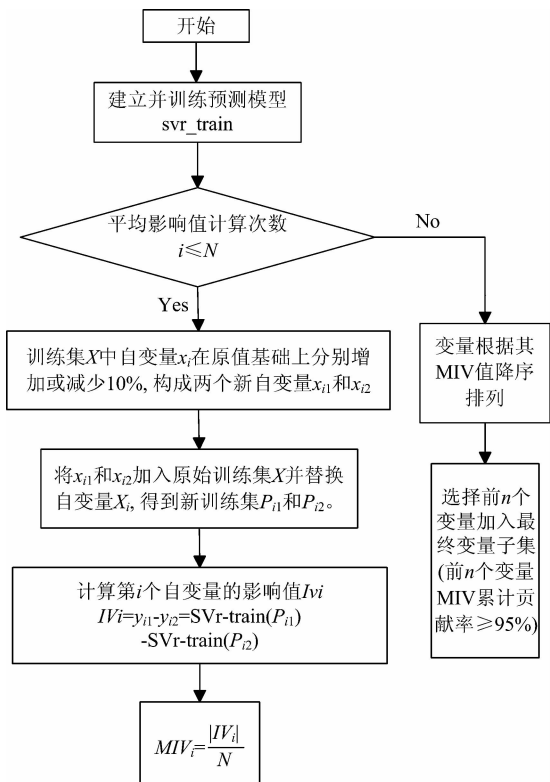 开始
建立并训练预测模型
svr_train
平均影响值计算次数
i≤N
No
Yes
训练集X中自变量xi在原值基础上分别增
加或减少10%, 构成两个新自变量xi1和xi2
将xi1和xi2加入原始训练集X并替换
自变量Xi, 得到新训练集Pi1和Pi2。
计算第i个自变量的影响值Ivi
IVi=yi1-yi2=SVr-train(Pi1)
-SVr-train(Pi2)
MIVi=|IVi|/N
变量根据其
MIV值降序
排列
选择前n个
变量加入最
终变量子集
(前n个变量
MIV累计贡
献率≥95%)